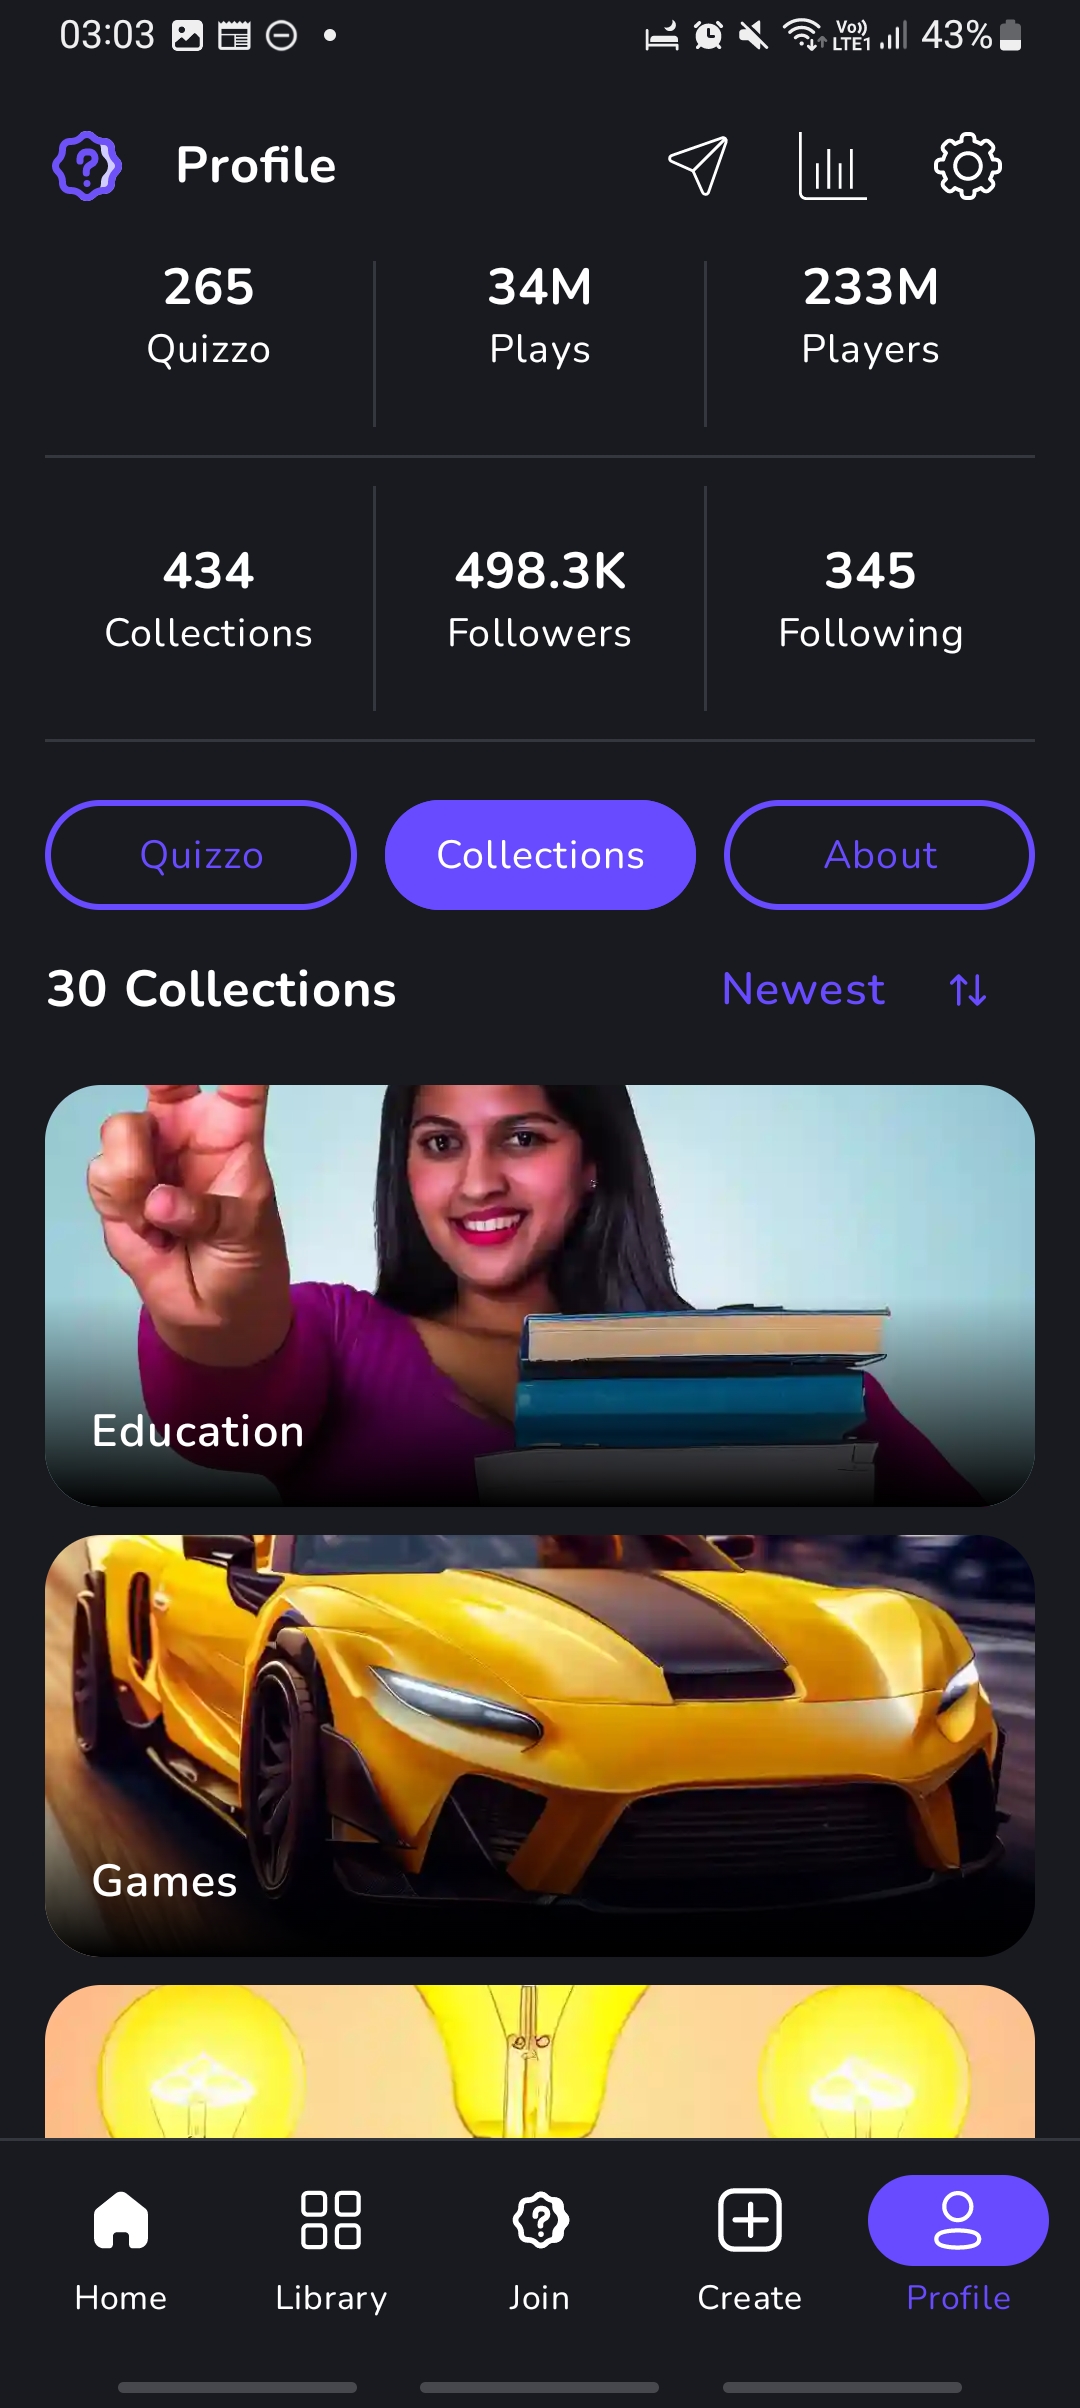 03:03
Vo))
LTE1
43%
Profile
265
34M
233M
Quizzo
Plays
Players
434
498.3K
345
Collections
Followers
Following
Quizzo
Collections
About
30 Collections
Newest
Education
Games
Home
Library
Join
Create
Profile